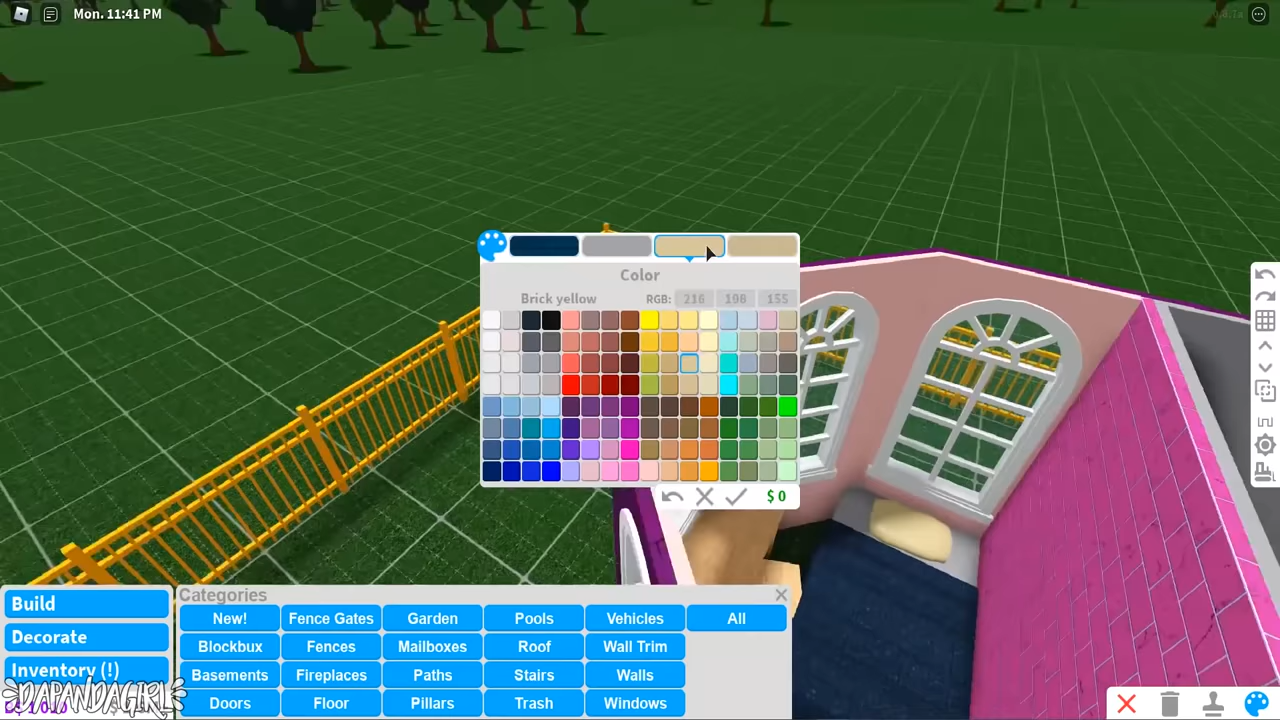 Mon. 11:41 PM
Color
Brick yellow RGB: 216 198 155
$ 0
Build
Decorate
Inventory (!)
Categories
New! Fence Gates Garden Pools Vehicles All
Blockbux Fences Mailboxes Roof Wall Trim
Basements Fireplaces Paths Stairs Walls
Doors Floor Pillars Trash Windows
DAPANDAGIRL